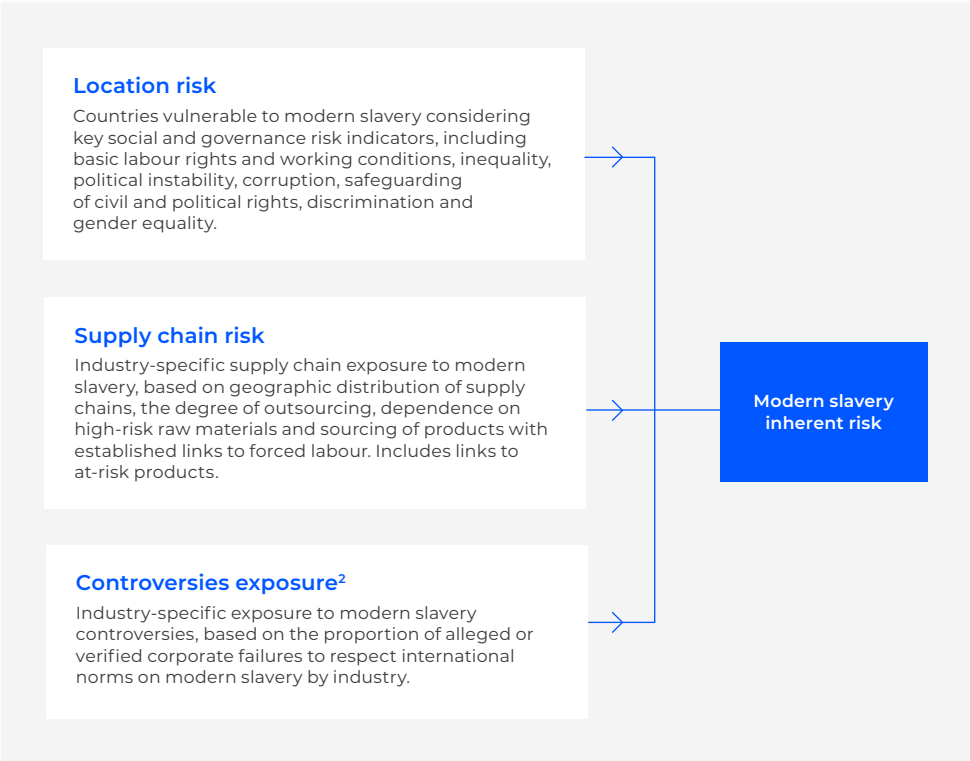 Location risk
Countries vulnerable to modern slavery considering
key social and governance risk indicators, including
basic labour rights and working conditions, inequality,
political instability, corruption, safeguarding
of civil and political rights, discrimination and
gender equality.
Supply chain risk
Industry-specific supply chain exposure to modern
slavery, based on geographic distribution of supply
chains, the degree of outsourcing, dependence on
high-risk raw materials and sourcing of products with
established links to forced labour. Includes links to
at-risk products.
Controversies exposure²
Industry-specific exposure to modern slavery
controversies, based on the proportion of alleged or
verified corporate failures to respect international
norms on modern slavery by industry.
Modern slavery
inherent risk